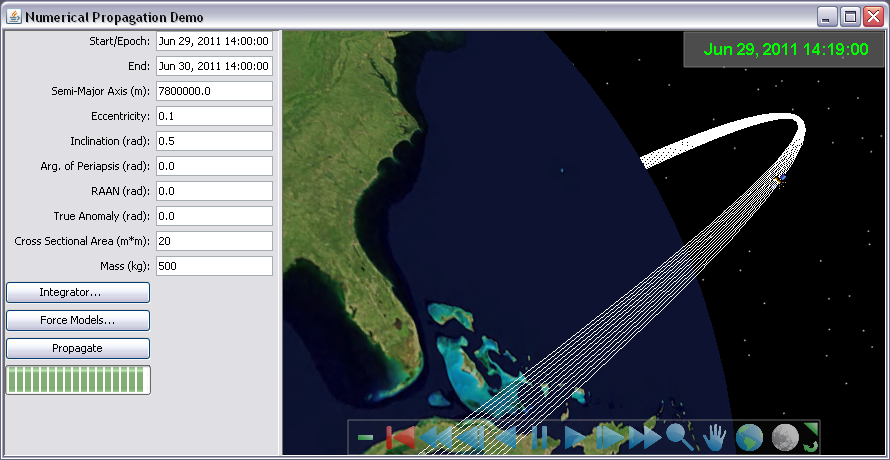 Numerical Propagation Demo
Start/Epoch: Jun 29, 2011 14:00:00
End: Jun 30, 2011 14:00:00
Semi-Major Axis (m): 7800000.0
Eccentricity: 0.1
Inclination (rad): 0.5
Arg. of Periapsis (rad): 0.0
RAAN (rad): 0.0
True Anomaly (rad): 0.0
Cross Sectional Area (m*m): 20
Mass (kg): 500
Integrator...
Force Models...
Propagate
Jun 29, 2011 14:19:00